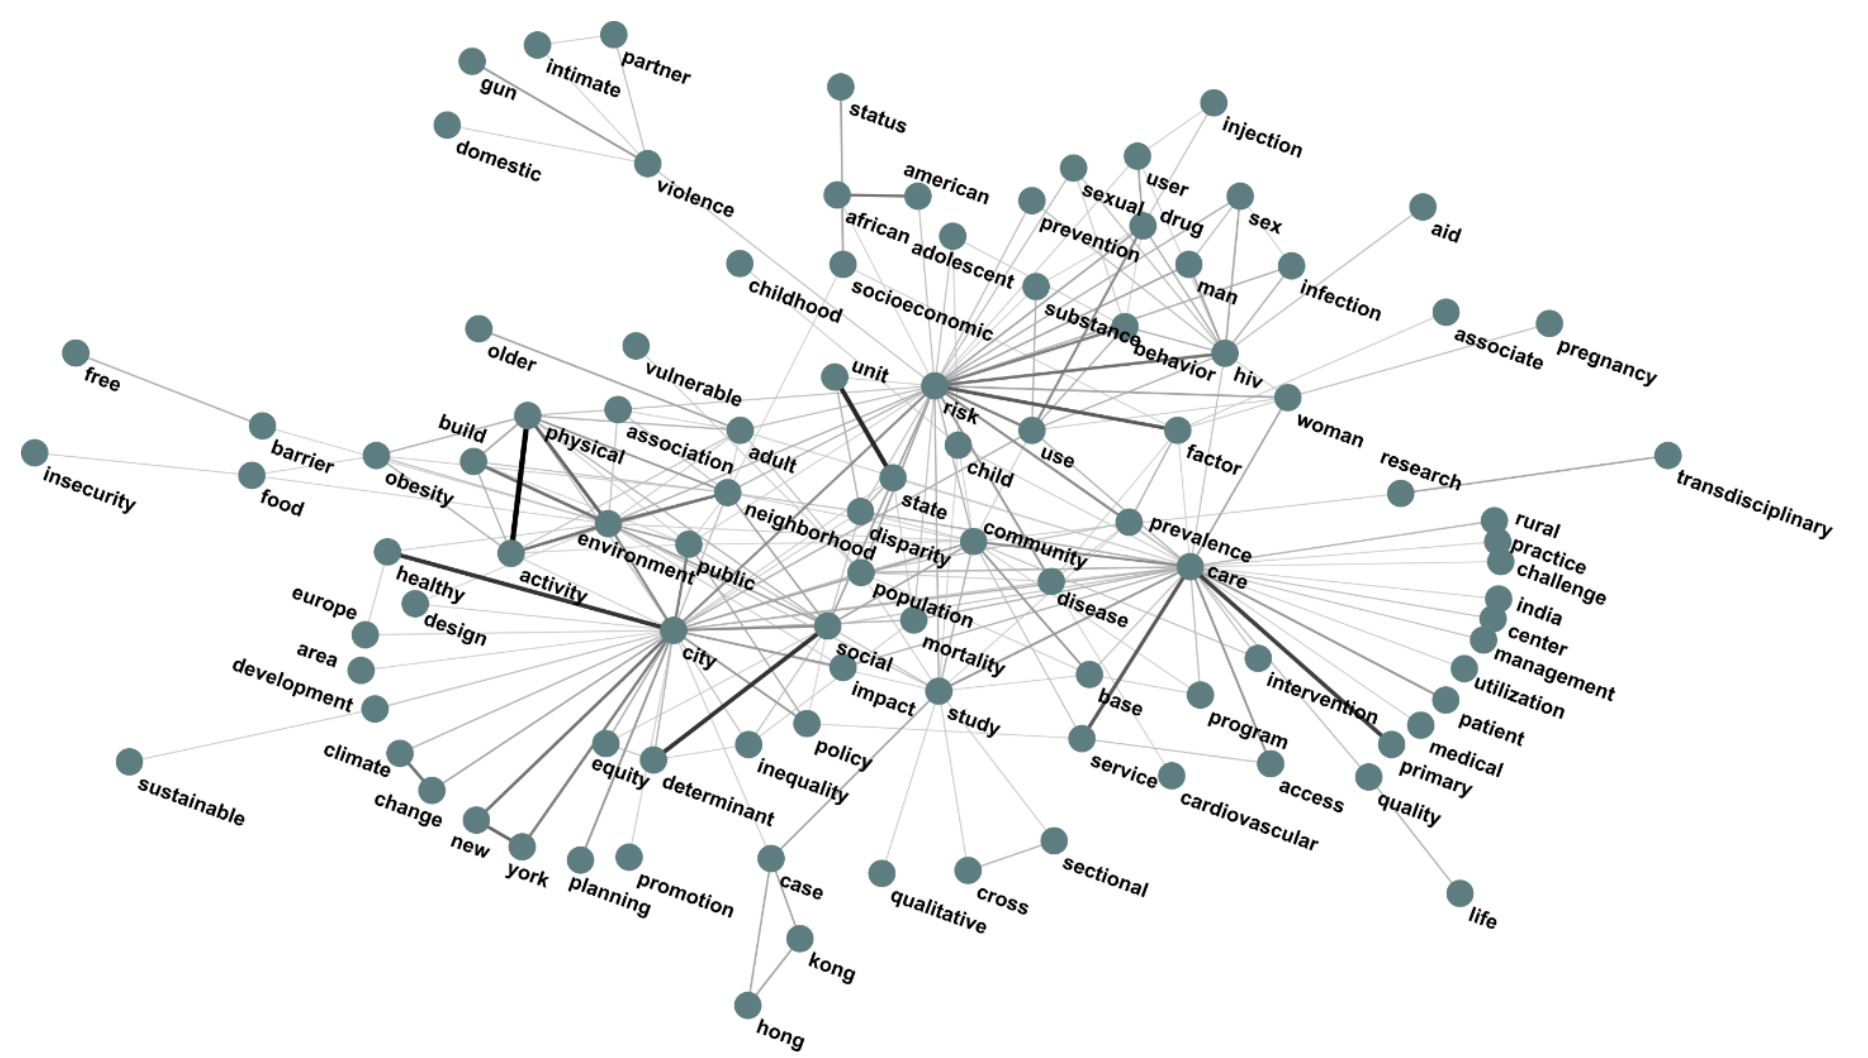 partner
intimate
gun
status
injection
domestic
american
user
sexual
violence
african
drug
sex
prevention
aid
adolescent
childhood
man
infection
socioeconomic
substance
older
behavior
associate
pregnancy
free
vulnerable
unit
hiv
risk
build
physical
association
woman
barrier
adult
use
factor
child
research
insecurity
food
obesity
state
transdisciplinary
neighborhood
disparity
community
prevalence
rural
environment
public
practice
healthy
activity
care
challenge
europe
design
population
disease
india
area
city
social
mortality
center
management
development
impact
base
intervention
utilization
study
program
patient
climate
policy
medical
equity
inequality
service
primary
sustainable
change
determinant
cardiovascular
access
quality
new
york
planning
promotion
case
qualitative
cross
sectional
life
kong
hong